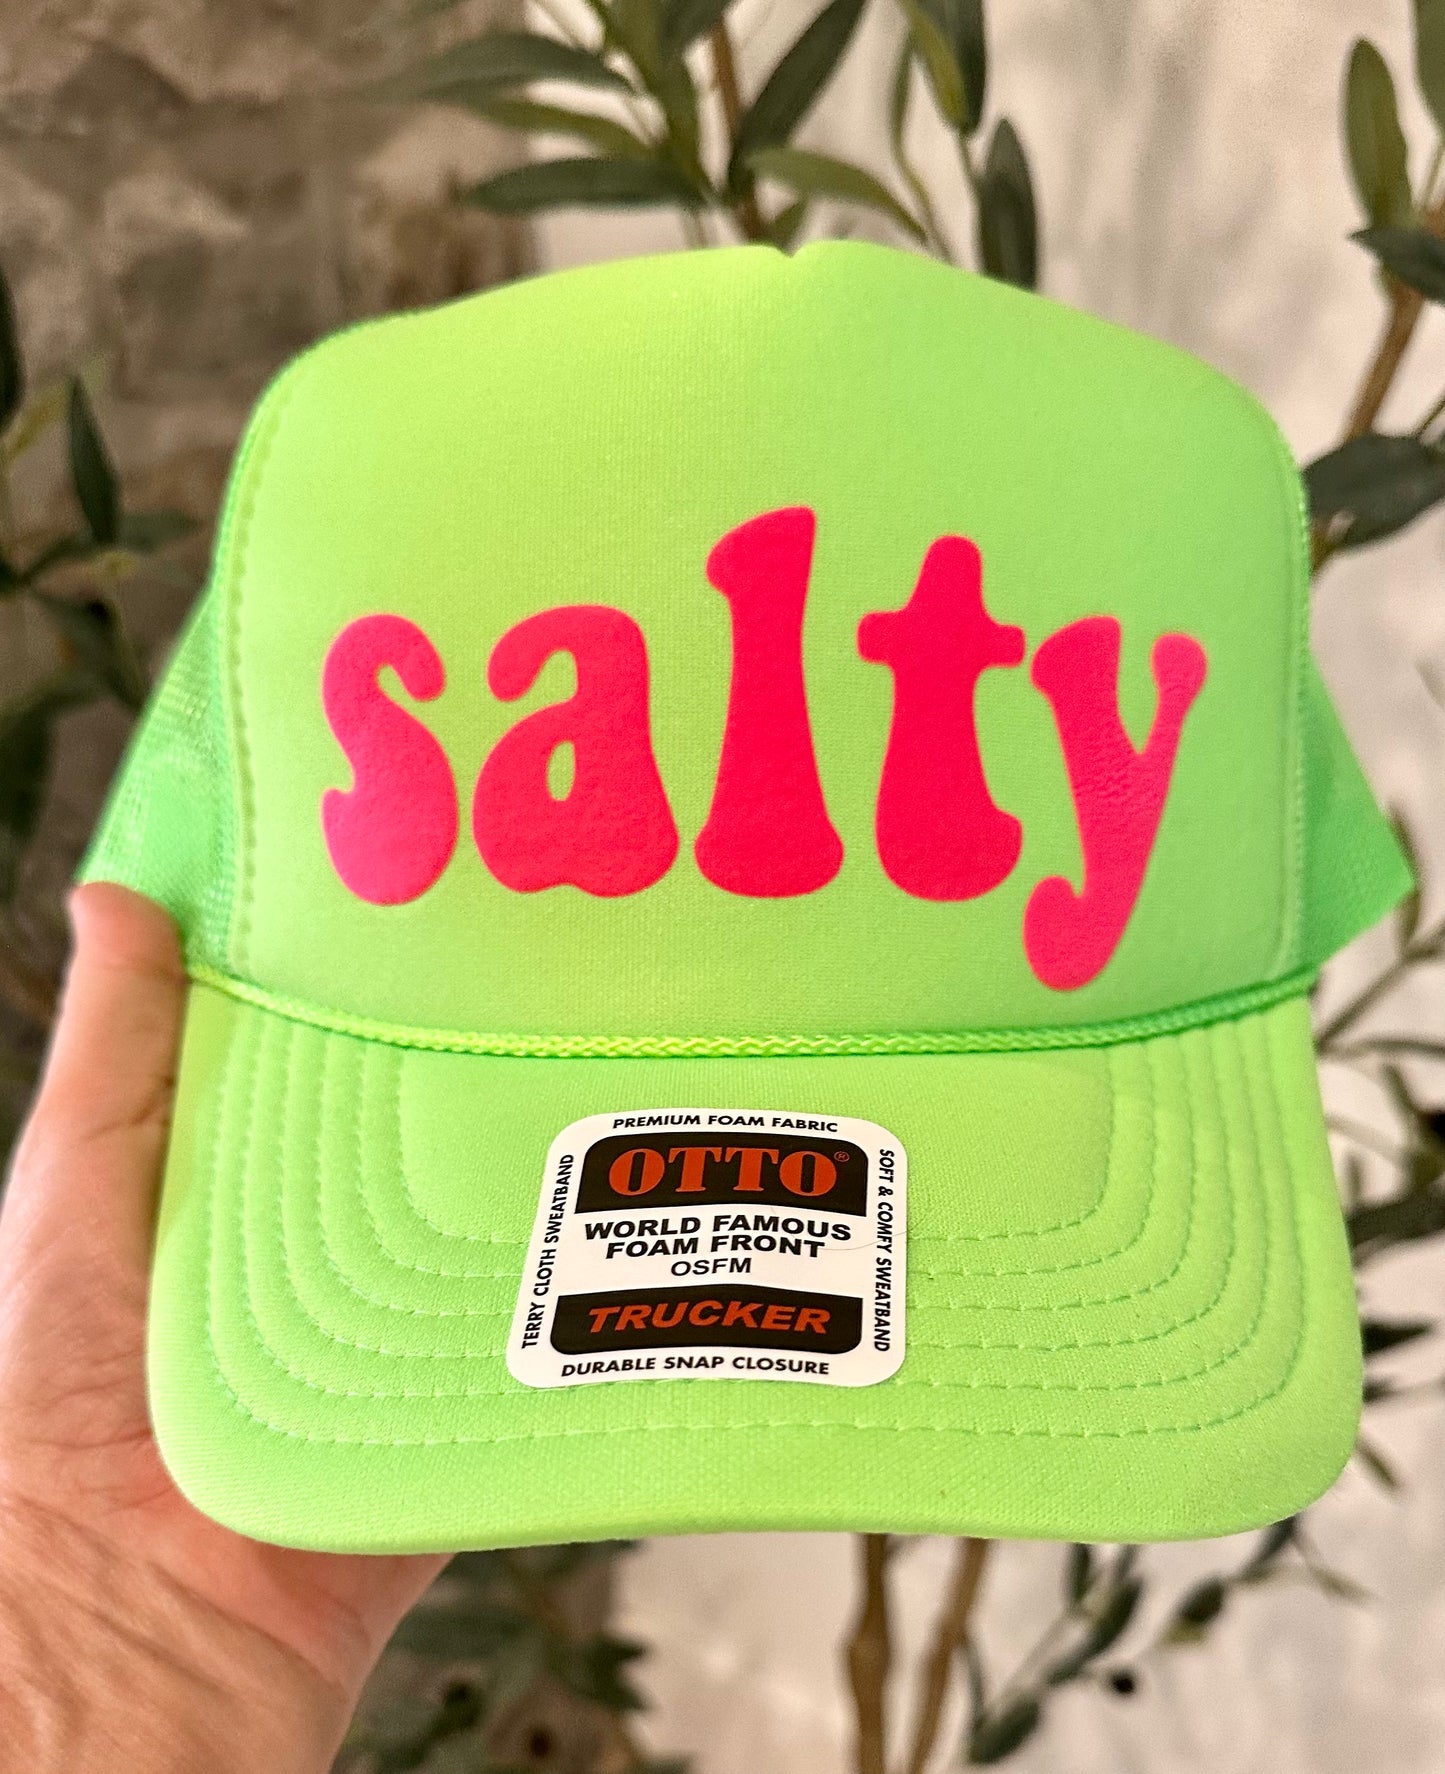 salty
PREMIUM FOAM FABRIC
OTTO®
WORLD FAMOUS
FOAM FRONT
OSFM
TRUCKER
DURABLE SNAP CLOSURE
TERRY CLOTH SWEATBAND
SOFT & COMFY SWEATBAND